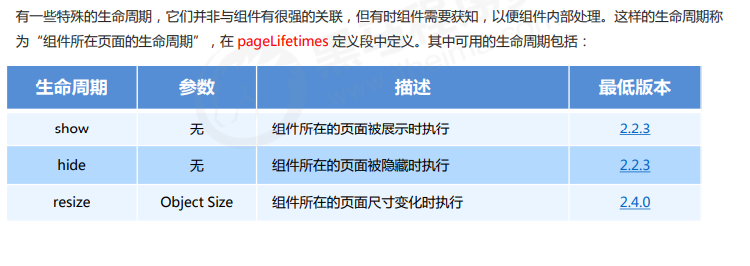 有一些特殊的生命周期，它们并非与组件有很强的关联，但有时组件需要获知，以便组件内部处理。这样的生命周期称
为“组件所在页面的生命周期”，在 pageLifetimes 定义段中定义。其中可用的生命周期包括：
生命周期 参数 描述 最低版本
show 无 组件所在的页面被展示时执行 2.2.3
hide 无 组件所在的页面被隐藏时执行 2.2.3
resize Object Size 组件所在的页面尺寸变化时执行 2.4.0